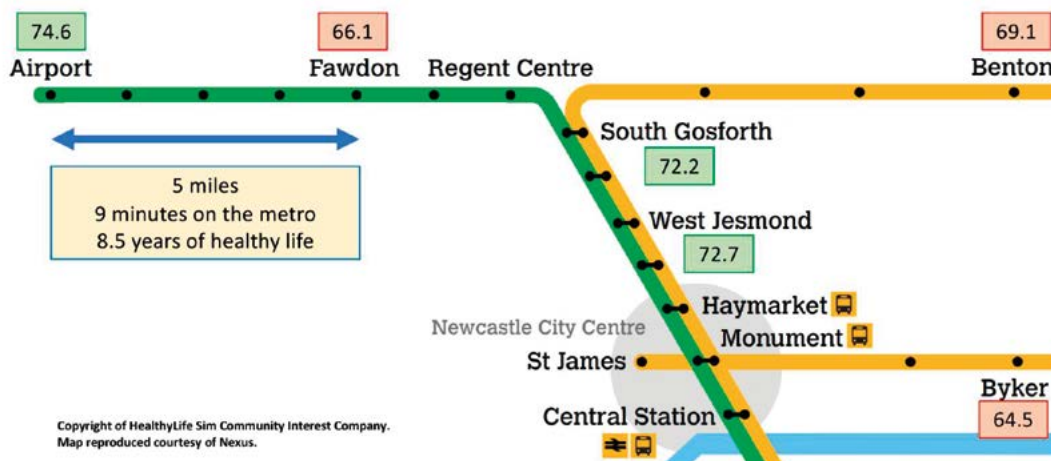 74.6
66.1
69.1
Airport
Fawdon
Regent Centre
Benton
South Gosforth
72.2
5 miles
9 minutes on the metro
8.5 years of healthy life
West Jesmond
72.7
Haymarket
Newcastle City Centre
Monument
St James
Byker
64.5
Central Station
Copyright of HealthyLife Sim Community Interest Company.
Map reproduced courtesy of Nexus.